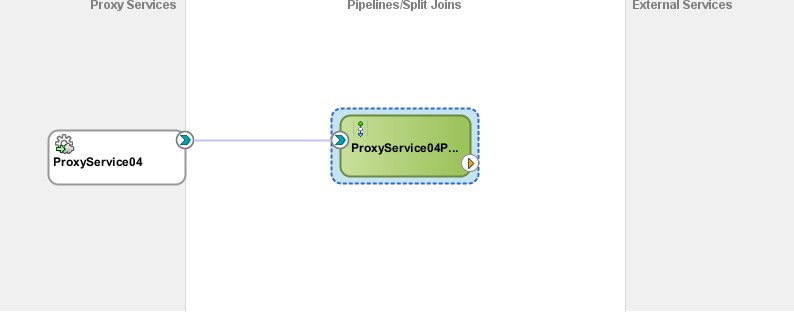 Proxy Services
Pipelines/Split Joins
External Services
ProxyService04
ProxyService04P...